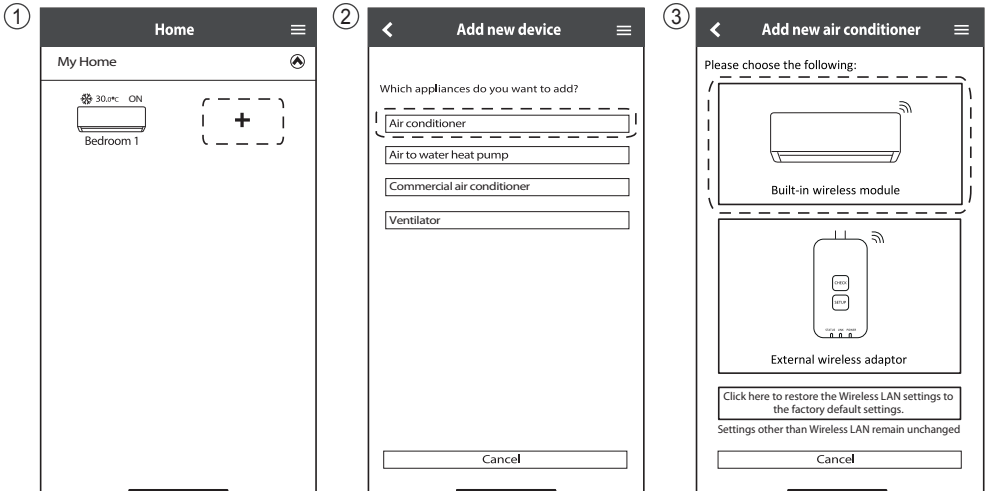 1
Home
My Home
30.0°C ON
Bedroom 1
+
2
Add new device
Which appliances do you want to add?
Air conditioner
Air to water heat pump
Commercial air conditioner
Ventilator
Cancel
3
Add new air conditioner
Please choose the following:
Built-in wireless module
CHECK
SETUP
STATUS LINK POWER
External wireless adaptor
Click here to restore the Wireless LAN settings to
the factory default settings.
Settings other than Wireless LAN remain unchanged
Cancel